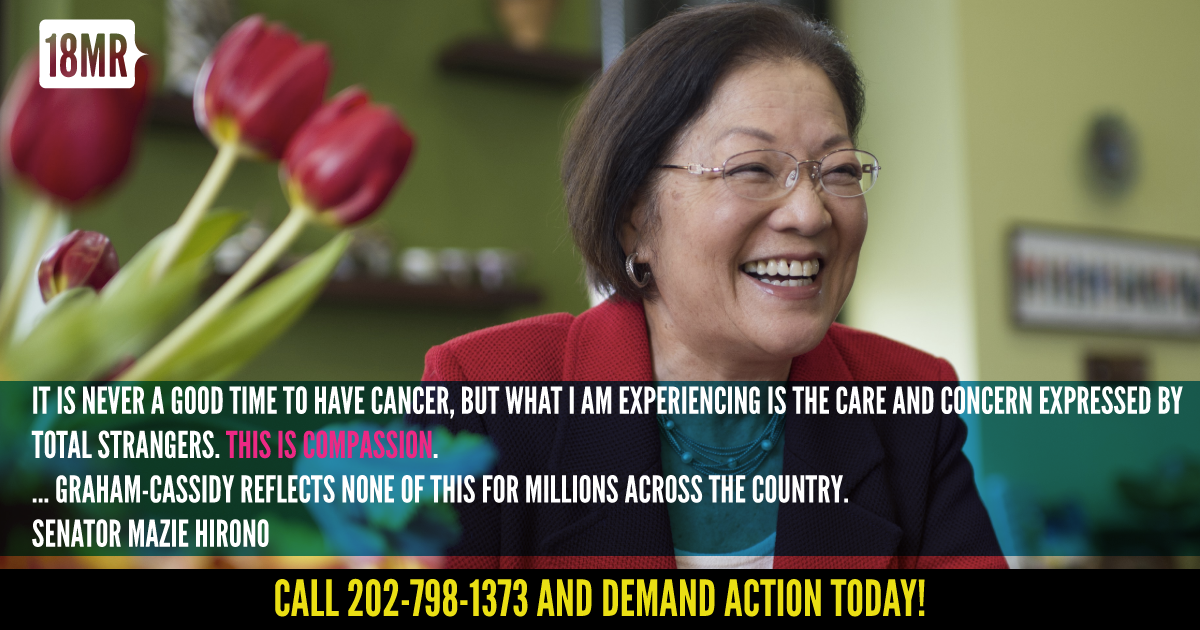 18MR
IT IS NEVER A GOOD TIME TO HAVE CANCER, BUT WHAT I AM EXPERIENCING IS THE CARE AND CONCERN EXPRESSED BY
TOTAL STRANGERS. THIS IS COMPASSION.
... GRAHAM-CASSIDY REFLECTS NONE OF THIS FOR MILLIONS ACROSS THE COUNTRY.
SENATOR MAZIE HIRONO
CALL 202-798-1373 AND DEMAND ACTION TODAY!